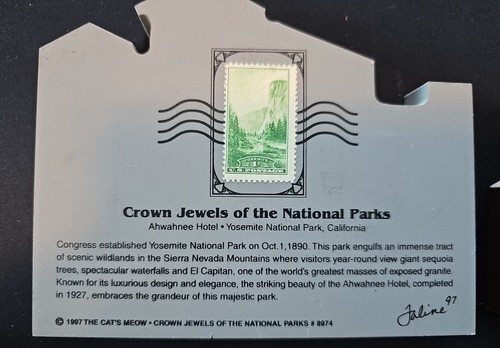 U.S. POSTAGE
Crown Jewels of the National Parks
Ahwahnee Hotel • Yosemite National Park, California
Congress established Yosemite National Park on Oct.1,1890. This park engulfs an immense tract
of scenic wildlands in the Sierra Nevada Mountains where visitors year-round view giant sequoia
trees, spectacular waterfalls and El Capitan, one of the world's greatest masses of exposed granite.
Known for its luxurious design and elegance, the striking beauty of the Ahwahnee Hotel, completed
in 1927, embraces the grandeur of this majestic park.
Faline 97
© 1997 THE CAT'S MEOW • CROWN JEWELS OF THE NATIONAL PARKS # 8974